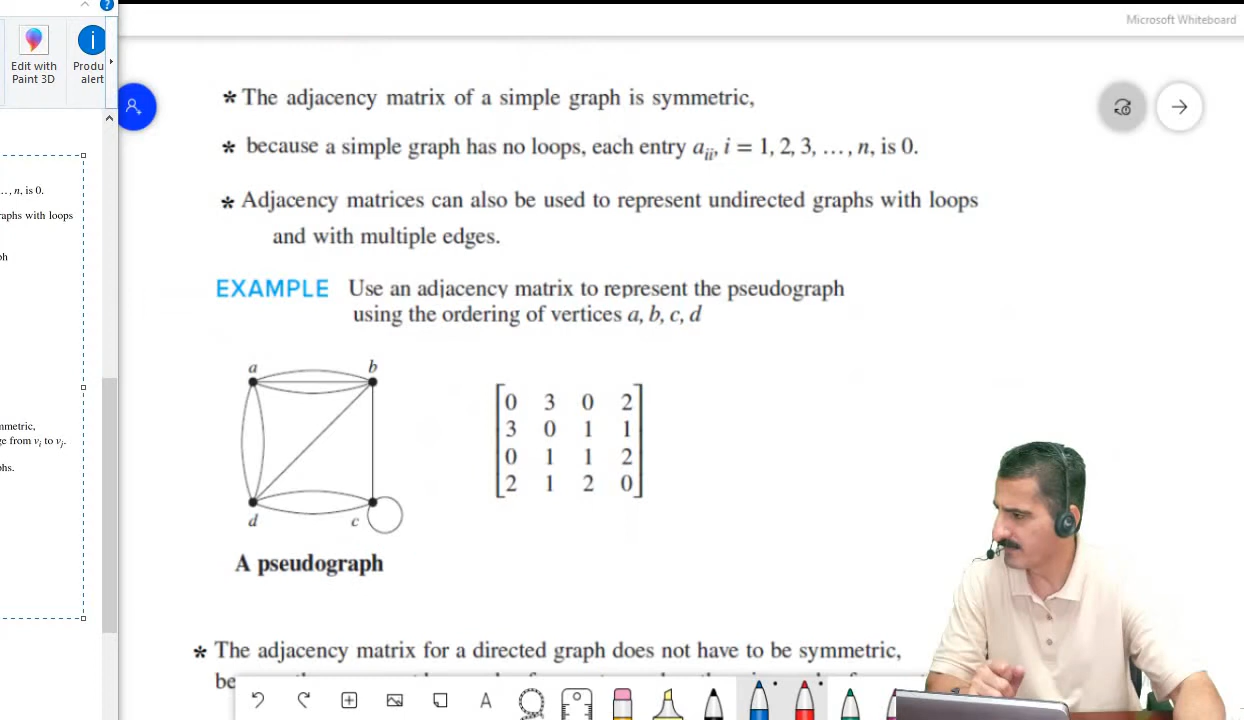 Microsoft Whiteboard
Edit with
Paint 3D
Produ
alert
* The adjacency matrix of a simple graph is symmetric,
* because a simple graph has no loops, each entry aᵢᵢ, i = 1, 2, 3, …, n, is 0.
* Adjacency matrices can also be used to represent undirected graphs with loops
and with multiple edges.
EXAMPLE Use an adjacency matrix to represent the pseudograph
using the ordering of vertices a, b, c, d
a b
d c
A pseudograph
0 3 0 2
3 0 1 1
0 1 1 2
2 1 2 0
* The adjacency matrix for a directed graph does not have to be symmetric,
be
…, n, is 0.
raphs with loops
ph
mmetric,
ge from vᵢ to vⱼ.
hs.
A